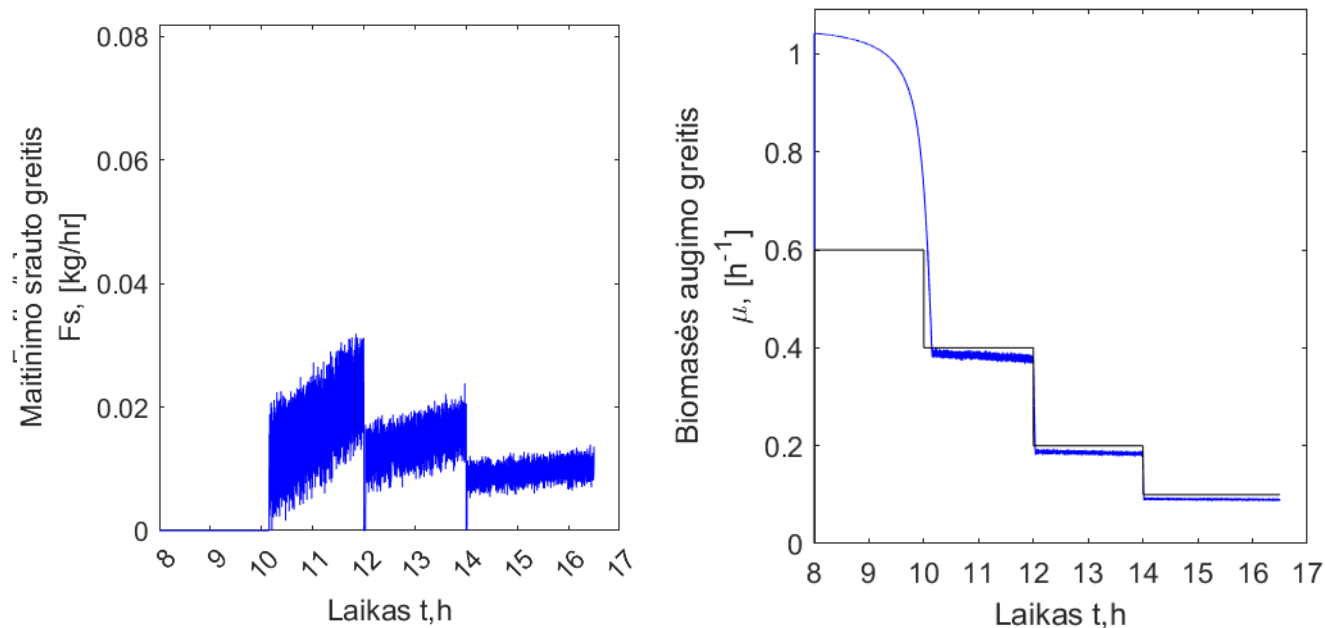 Maitinimo srauto greitis
Fs, [kg/hr]
0.08
0.06
0.04
0.02
0
8 9 10 11 12 13 14 15 16 17
Laikas t,h
Biomasės augimo greitis
μ, [h⁻¹]
1
0.8
0.6
0.4
0.2
0
8 9 10 11 12 13 14 15 16 17
Laikas t,h